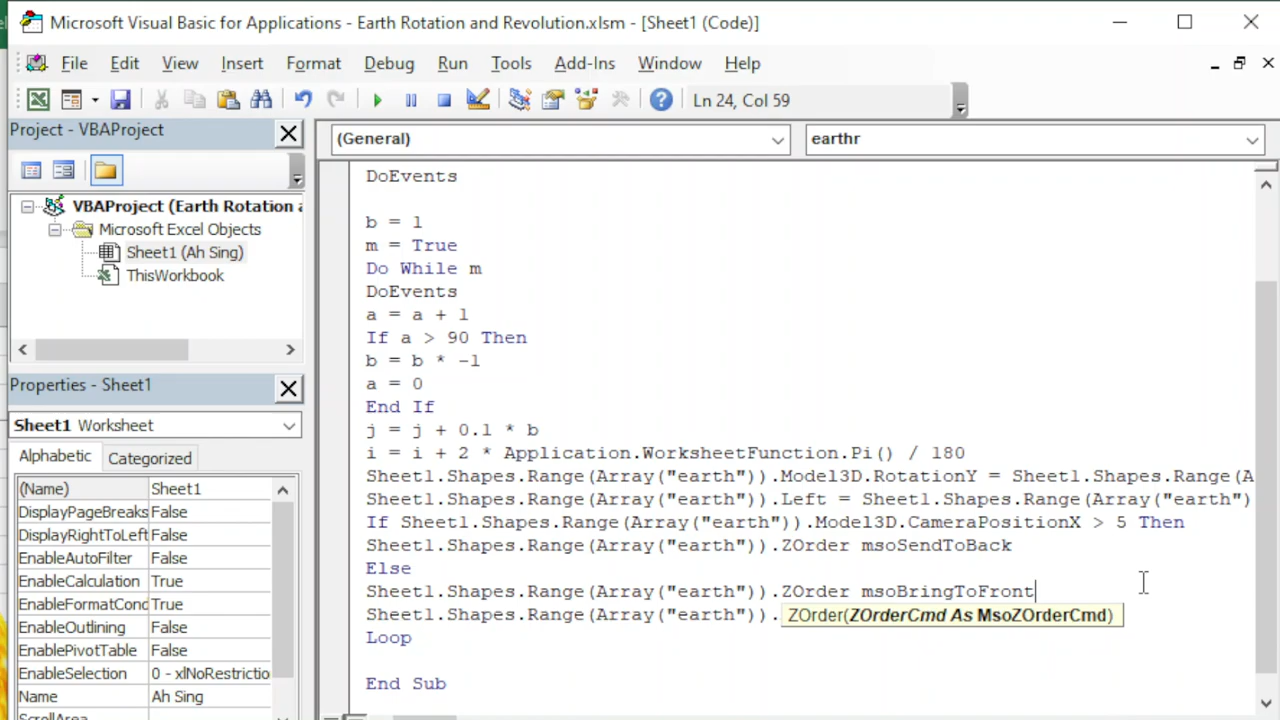 Microsoft Visual Basic for Applications - Earth Rotation and Revolution.xlsm - [Sheet1 (Code)]
File Edit View Insert Format Debug Run Tools Add-Ins Window Help
Ln 24, Col 59
Project - VBAProject
VBAProject (Earth Rotation a
Microsoft Excel Objects
Sheet1 (Ah Sing)
ThisWorkbook
Properties - Sheet1
Sheet1 Worksheet
Alphabetic Categorized
(Name) Sheet1
DisplayPageBreaks False
DisplayRightToLeft False
EnableAutoFilter False
EnableCalculation True
EnableFormatCond True
EnableOutlining False
EnablePivotTable False
EnableSelection 0 - xlNoRestrictio
Name Ah Sing
ScrollArea
(General) earthr
DoEvents
b = 1
m = True
Do While m
DoEvents
a = a + 1
If a > 90 Then
b = b * -1
a = 0
End If
j = j + 0.1 * b
i = i + 2 * Application.WorksheetFunction.Pi() / 180
Sheet1.Shapes.Range(Array("earth")).Model3D.RotationY = Sheet1.Shapes.Range(A
Sheet1.Shapes.Range(Array("earth")).Left = Sheet1.Shapes.Range(Array("earth")
If Sheet1.Shapes.Range(Array("earth")).Model3D.CameraPositionX > 5 Then
Sheet1.Shapes.Range(Array("earth")).ZOrder msoSendToBack
Else
Sheet1.Shapes.Range(Array("earth")).ZOrder msoBringToFront
Sheet1.Shapes.Range(Array("earth")).
ZOrder(ZOrderCmd As MsoZOrderCmd)
Loop
End Sub